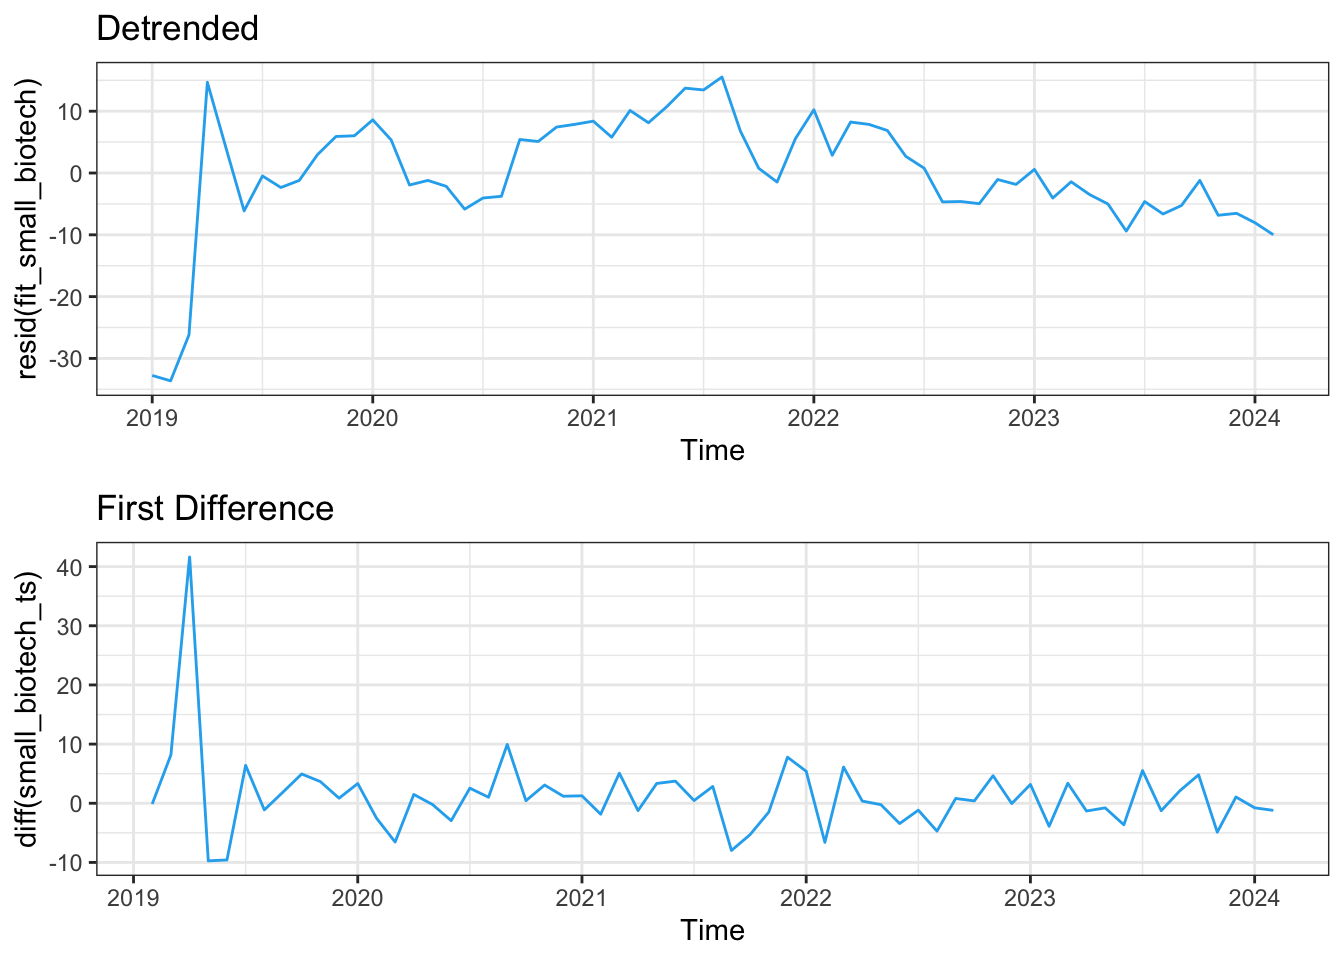 Detrended
resid(fit_small_biotech)
10
0
-10
-20
-30
2019 2020 2021 2022 2023 2024
Time
First Difference
diff(small_biotech_ts)
40
30
20
10
0
-10
2019 2020 2021 2022 2023 2024
Time